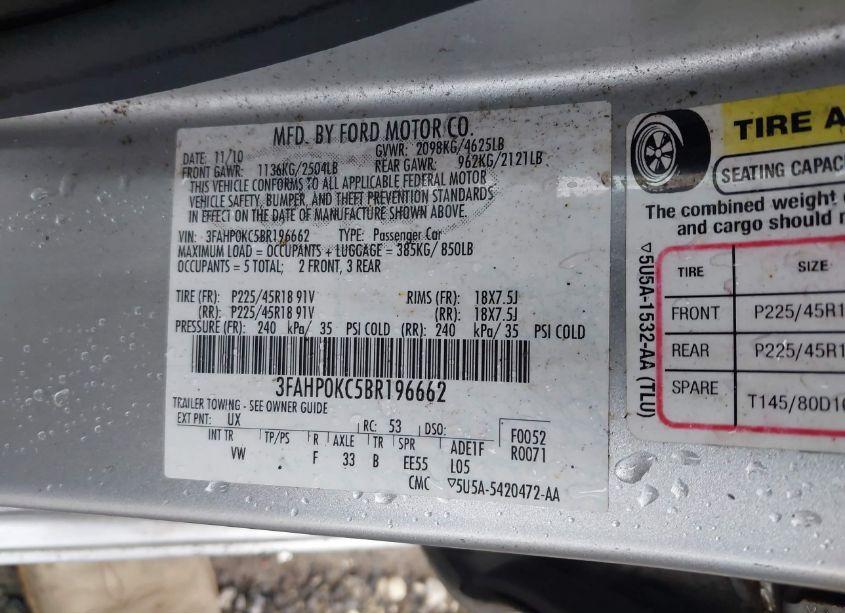 MFD. BY FORD MOTOR CO.
DATE: 11/10 GVWR: 2098KG/4625LB
FRONT GAWR: 1136KG/2504LB REAR GAWR: 962KG/2121LB
THIS VEHICLE CONFORMS TO ALL APPLICABLE FEDERAL MOTOR
VEHICLE SAFETY, BUMPER, AND THEFT PREVENTION STANDARDS
IN EFFECT ON THE DATE OF MANUFACTURE SHOWN ABOVE.
VIN: 3FAHP0KC5BR196662 TYPE: Passenger Car
MAXIMUM LOAD = OCCUPANTS + LUGGAGE = 385KG/ 850LB
OCCUPANTS = 5 TOTAL; 2 FRONT, 3 REAR
TIRE (FR): P225/45R18 91V RIMS (FR): 18X7.5J
(RR): P225/45R18 91V (RR): 18X7.5J
PRESSURE (FR): 240 kPa/ 35 PSI COLD (RR): 240 kPa/ 35 PSI COLD
3FAHP0KC5BR196662
TRAILER TOWING - SEE OWNER GUIDE
EXT PNT: UX RC: 53 DSO: F0052
INT TR TP/PS R AXLE TR SPR ADE1F R0071
VW F 33 B EE55 L05
CMC ▽5U5A-5420472-AA
TIRE A
SEATING CAPAC
The combined weight
and cargo should
▽5U5A-1532-AA (TLU)
TIRE SIZE
FRONT P225/45R1
REAR P225/45R1
SPARE T145/80D1